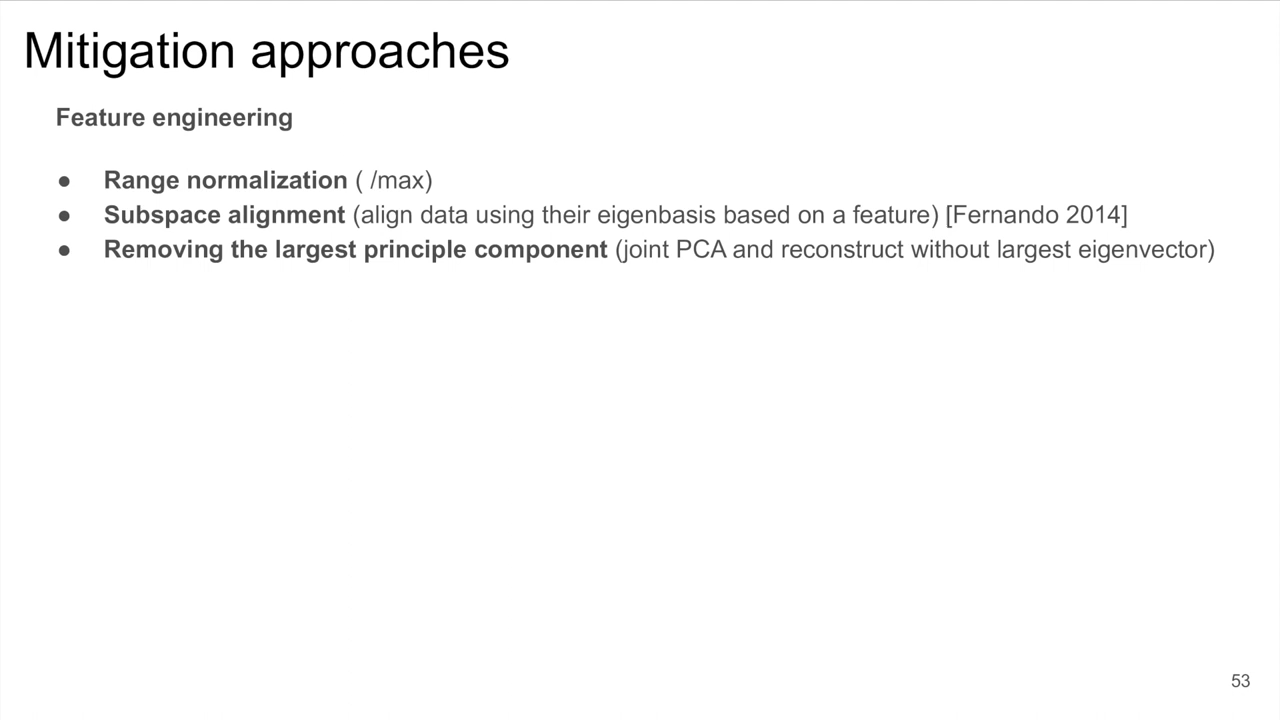 Mitigation approaches
Feature engineering
● Range normalization ( /max)
● Subspace alignment (align data using their eigenbasis based on a feature) [Fernando 2014]
● Removing the largest principle component (joint PCA and reconstruct without largest eigenvector)
53